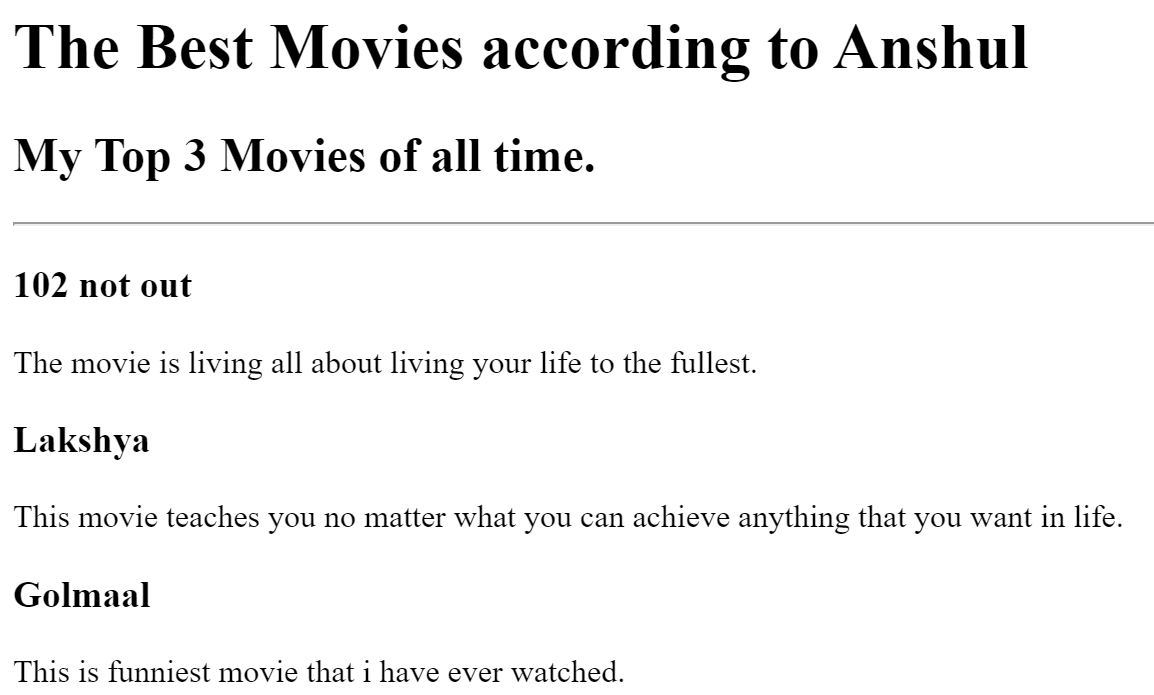 The Best Movies according to Anshul
My Top 3 Movies of all time.
102 not out
The movie is living all about living your life to the fullest.
Lakshya
This movie teaches you no matter what you can achieve anything that you want in life.
Golmaal
This is funniest movie that i have ever watched.